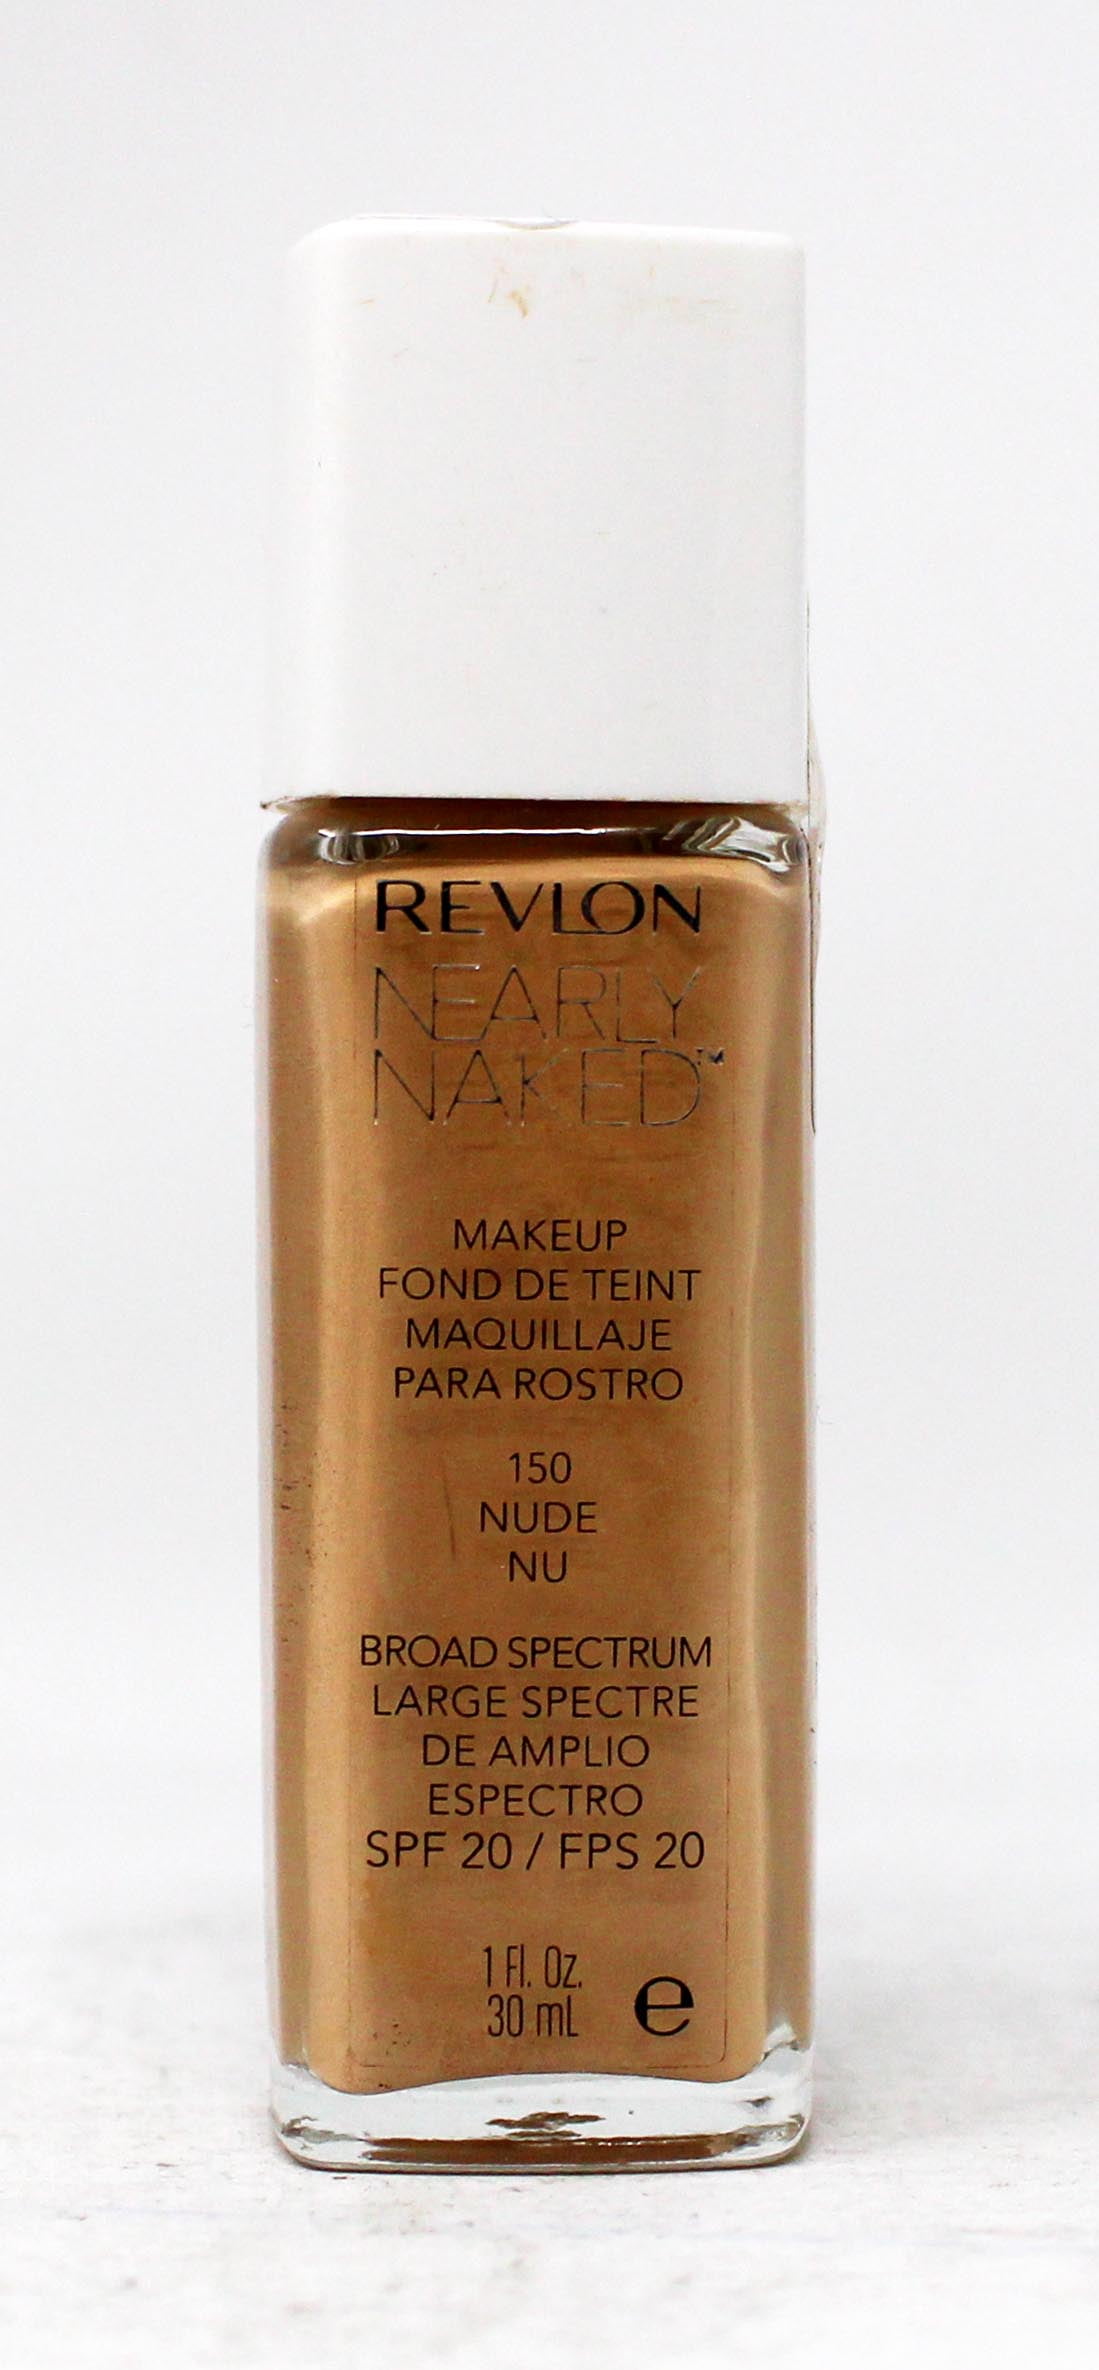 REVLON
NEARLY
NAKED™
MAKEUP
FOND DE TEINT
MAQUILLAJE
PARA ROSTRO
150
NUDE
NU
BROAD SPECTRUM
LARGE SPECTRE
DE AMPLIO
ESPECTRO
SPF 20 / FPS 20
1 Fl. Oz.
30 mL e